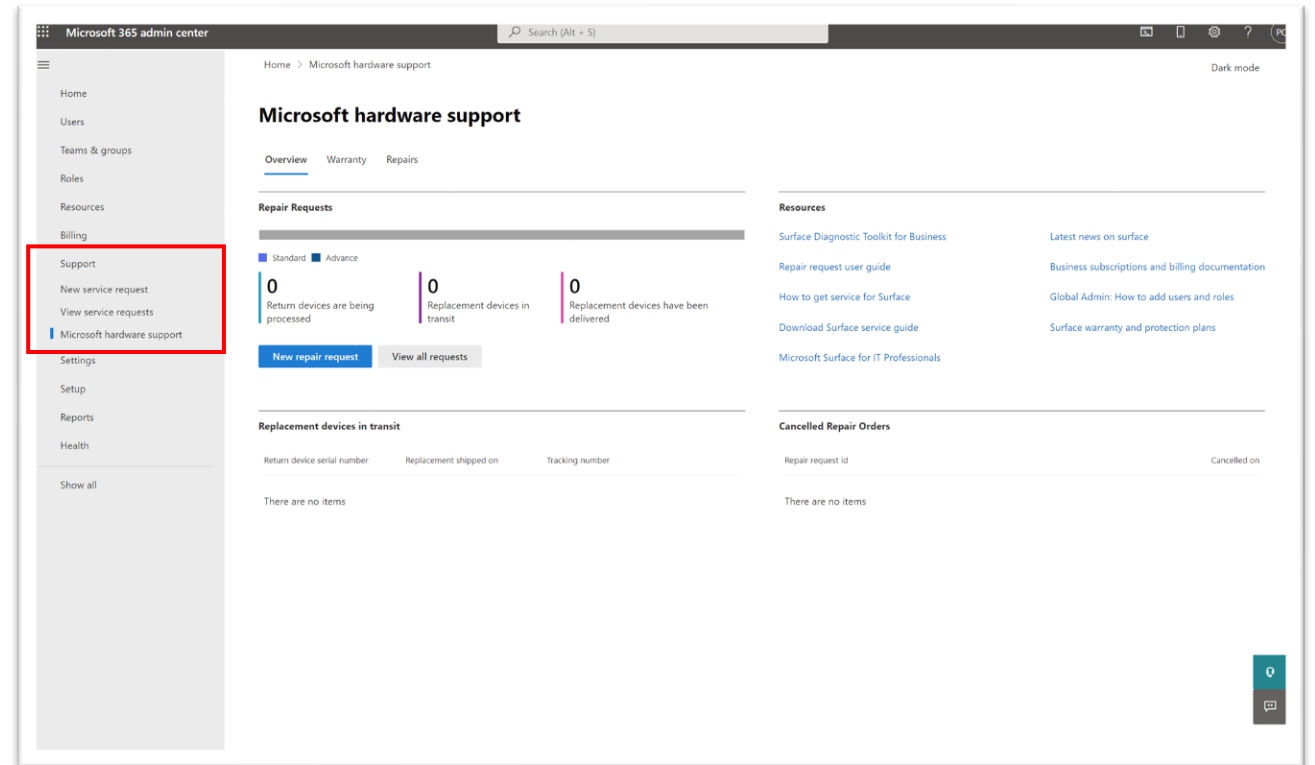 Microsoft 365 admin center
Search (Alt + S)
Home > Microsoft hardware support
Dark mode
Home
Users
Teams & groups
Roles
Resources
Billing
Support
New service request
View service requests
Microsoft hardware support
Settings
Setup
Reports
Health
Show all
Microsoft hardware support
Overview Warranty Repairs
Repair Requests
Standard Advance
0
Return devices are being
processed
0
Replacement devices in
transit
0
Replacement devices have been
delivered
New repair request View all requests
Resources
Surface Diagnostic Toolkit for Business
Repair request user guide
How to get service for Surface
Download Surface service guide
Microsoft Surface for IT Professionals
Latest news on surface
Business subscriptions and billing documentation
Global Admin: How to add users and roles
Surface warranty and protection plans
Replacement devices in transit
Return device serial number Replacement shipped on Tracking number
There are no items
Cancelled Repair Orders
Repair request id Cancelled on
There are no items